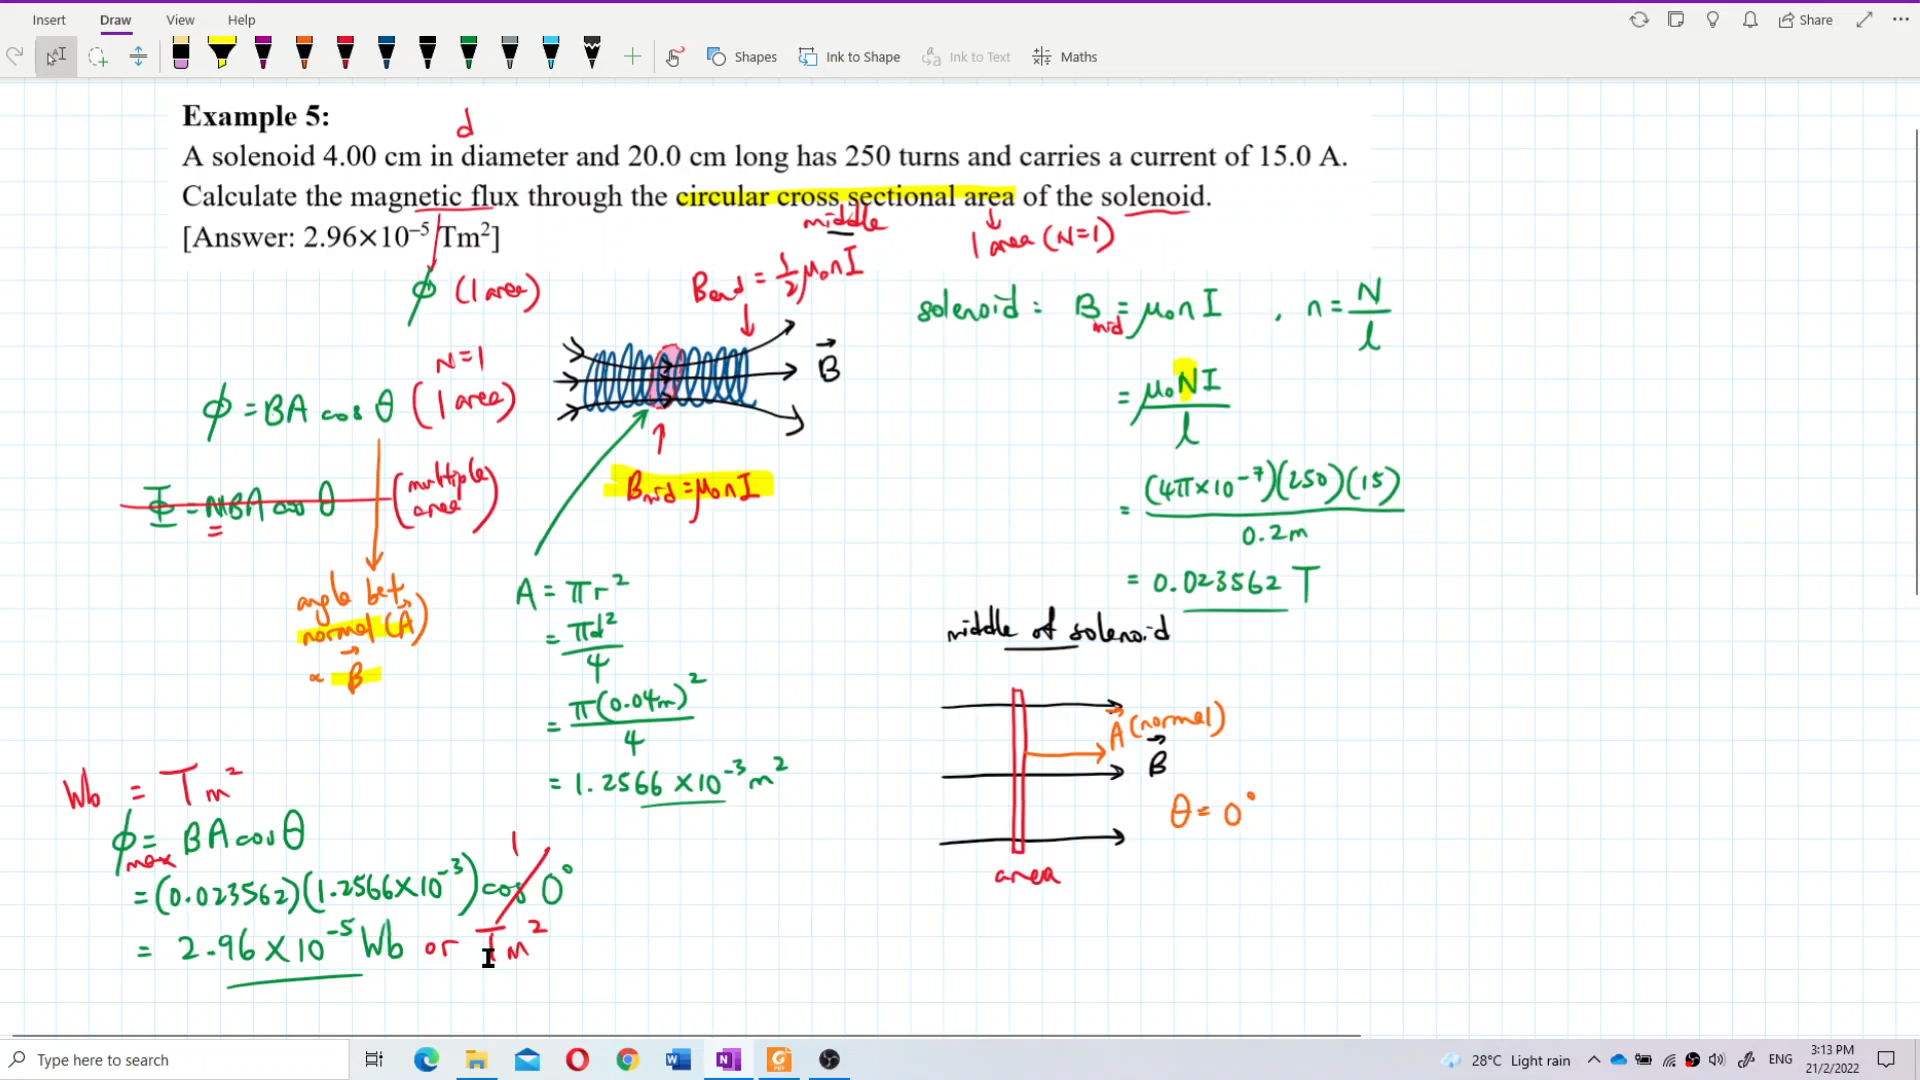 Insert Draw View Help
Share
Shapes Ink to Shape Ink to Text Maths
Example 5:
d
A solenoid 4.00 cm in diameter and 20.0 cm long has 250 turns and carries a current of 15.0 A.
Calculate the magnetic flux through the circular cross sectional area of the solenoid.
[Answer: 2.96×10⁻⁵ Tm²]
middle
1 area (N=1)
ϕ (1 area)
B end = 1/2 μ₀nI
solenoid : B mid = μ₀nI , n = N/l
B⃗
N=1
ϕ = BA cos θ (1 area)
= μ₀NI/l
Φ = NBA cos θ (multiple area)
B mid = μ₀nI
= (4π×10⁻⁷)(250)(15)/0.2m
= 0.023562 T
angle bet.
normal (A⃗)
∝ B⃗
A = πr²
= πd²/4
= π(0.04m)²/4
= 1.2566 ×10⁻³ m²
middle of solenoid
A⃗ (normal)
B⃗
θ = 0°
area
Wb = Tm²
ϕ max = BA cos θ
= (0.023562)(1.2566×10⁻³) cos 0°
1
= 2.96 × 10⁻⁵ Wb or Tm²
Type here to search
28°C Light rain
ENG
3:13 PM
21/2/2022